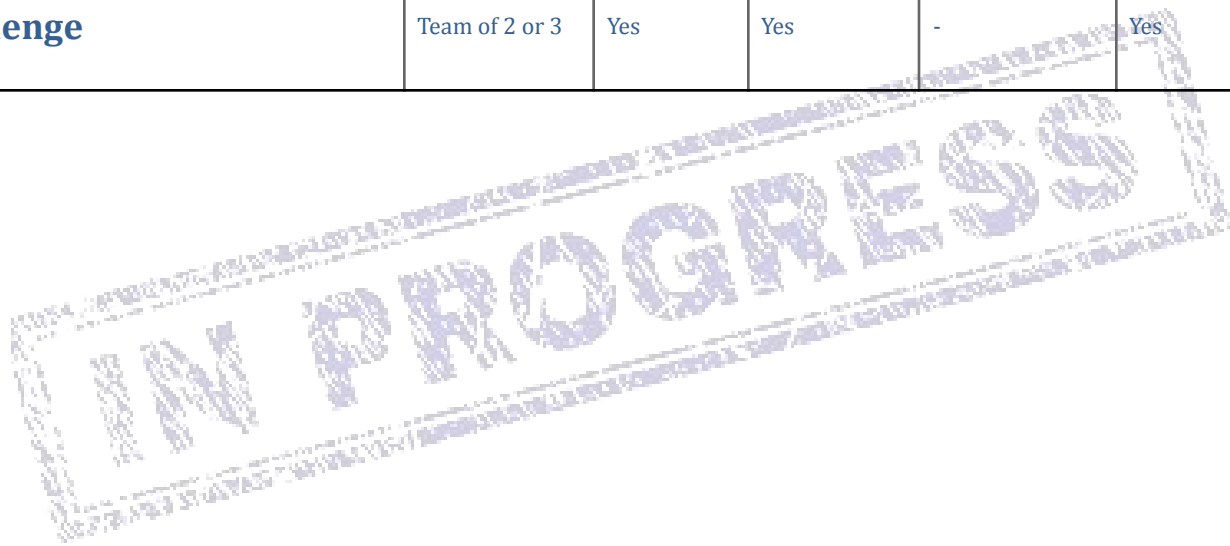 enge Team of 2 or 3 Yes Yes - Yes
IN PROGRESS